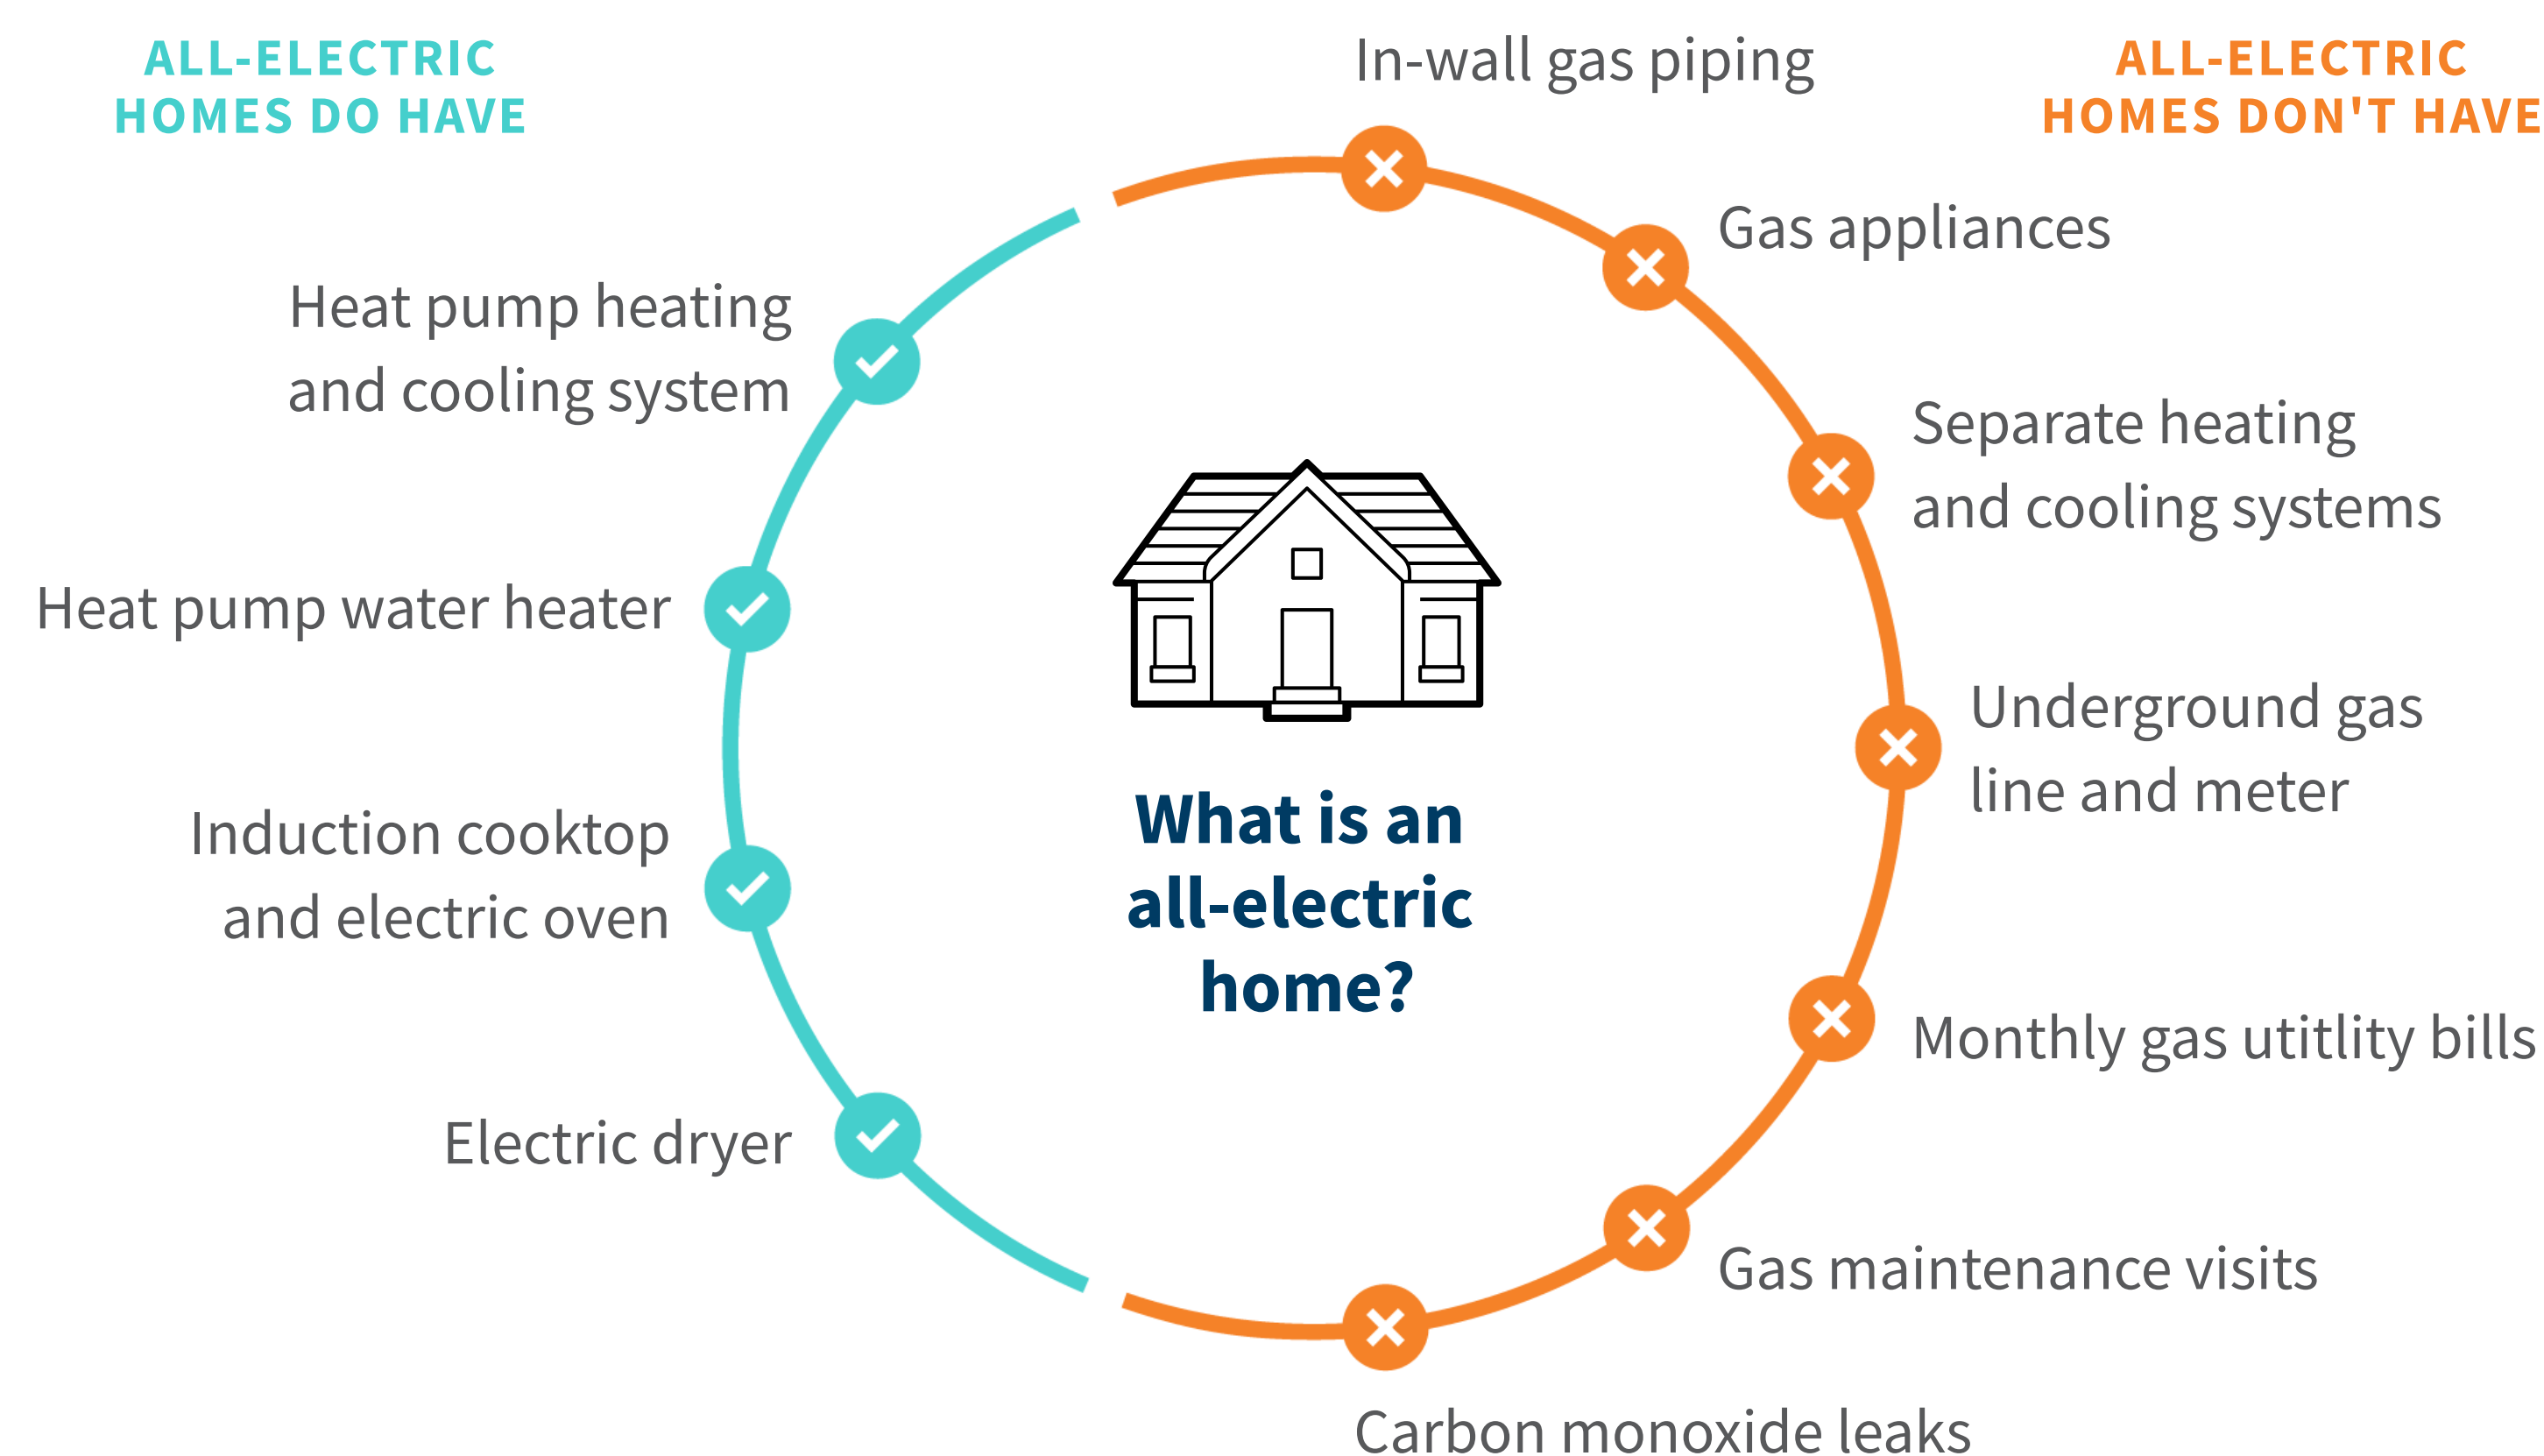 ALL-ELECTRIC
HOMES DO HAVE
Heat pump heating
and cooling system
Heat pump water heater
Induction cooktop
and electric oven
Electric dryer
What is an
all-electric
home?
ALL-ELECTRIC
HOMES DON'T HAVE
In-wall gas piping
Gas appliances
Separate heating
and cooling systems
Underground gas
line and meter
Monthly gas utitlity bills
Gas maintenance visits
Carbon monoxide leaks